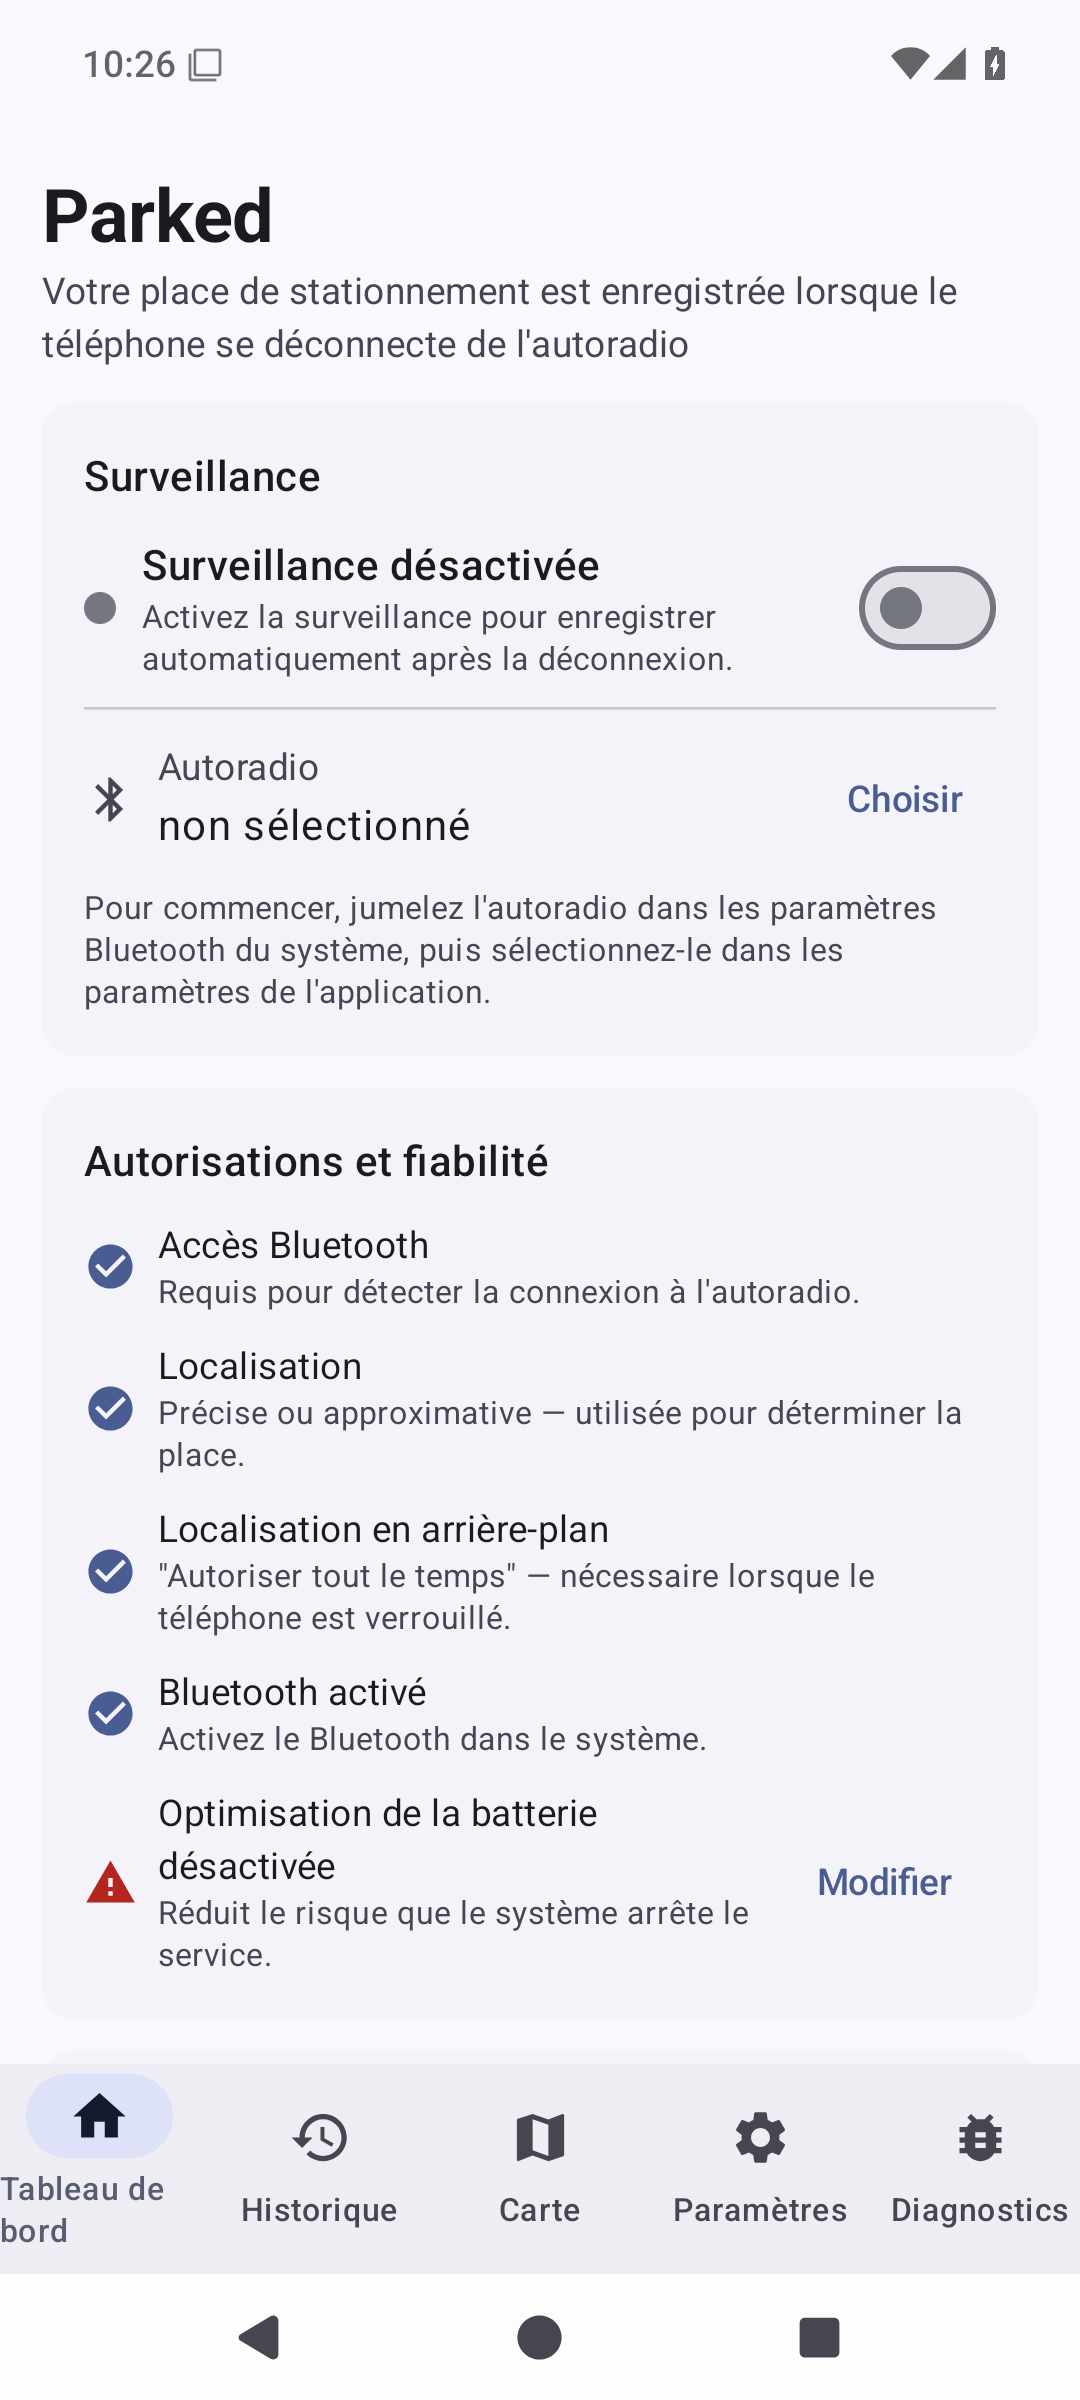 10:26
Parked
Votre place de stationnement est enregistrée lorsque le
téléphone se déconnecte de l'autoradio
Surveillance
Surveillance désactivée
Activez la surveillance pour enregistrer
automatiquement après la déconnexion.
Autoradio
non sélectionné
Choisir
Pour commencer, jumelez l'autoradio dans les paramètres
Bluetooth du système, puis sélectionnez-le dans les
paramètres de l'application.
Autorisations et fiabilité
Accès Bluetooth
Requis pour détecter la connexion à l'autoradio.
Localisation
Précise ou approximative — utilisée pour déterminer la
place.
Localisation en arrière-plan
"Autoriser tout le temps" — nécessaire lorsque le
téléphone est verrouillé.
Bluetooth activé
Activez le Bluetooth dans le système.
Optimisation de la batterie
désactivée
Réduit le risque que le système arrête le
service.
Modifier
Tableau de
bord
Historique
Carte
Paramètres
Diagnostics